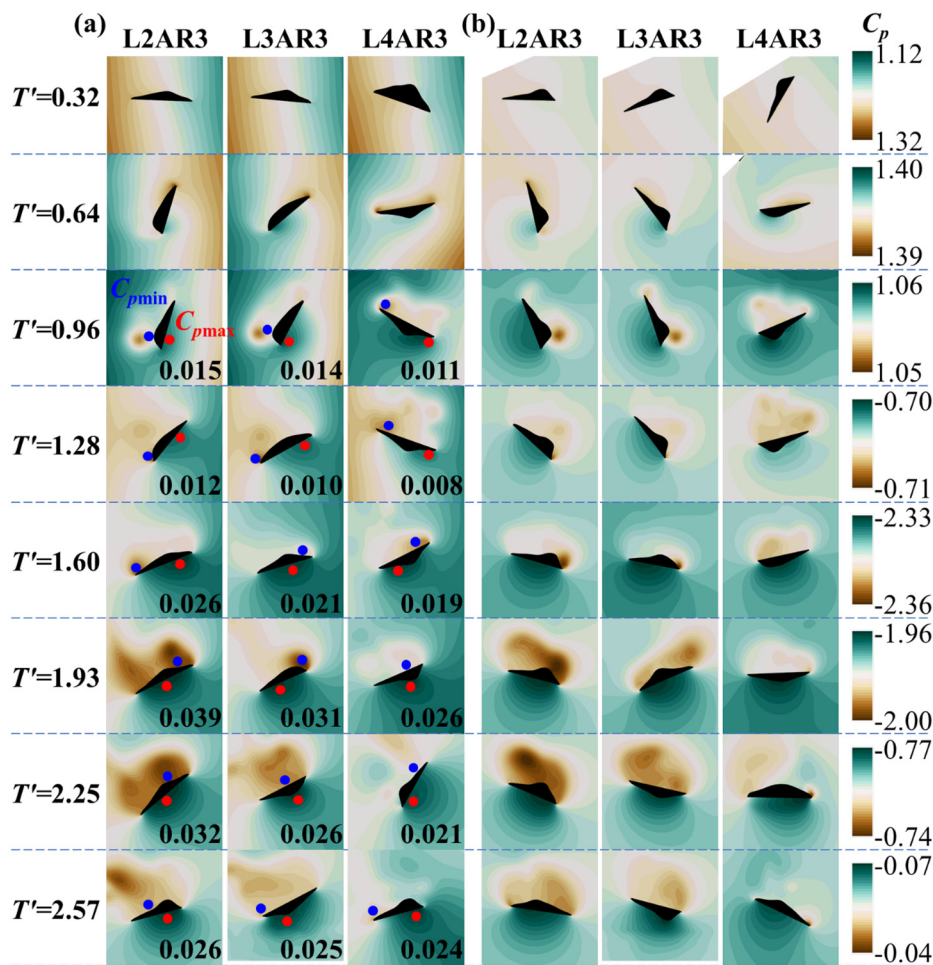 (a) (b) C_p
L2AR3 L3AR3 L4AR3 L2AR3 L3AR3 L4AR3
1.12
T'=0.32
1.32
1.40
T'=0.64
1.39
C_pmin 1.06
T'=0.96 C_pmax
0.015 0.014 0.011 1.05
-0.70
T'=1.28
0.012 0.010 0.008 -0.71
-2.33
T'=1.60
0.026 0.021 0.019 -2.36
-1.96
T'=1.93
0.039 0.031 0.026 -2.00
-0.77
T'=2.25
0.032 0.026 0.021 -0.74
-0.07
T'=2.57
0.026 0.025 0.024 -0.04